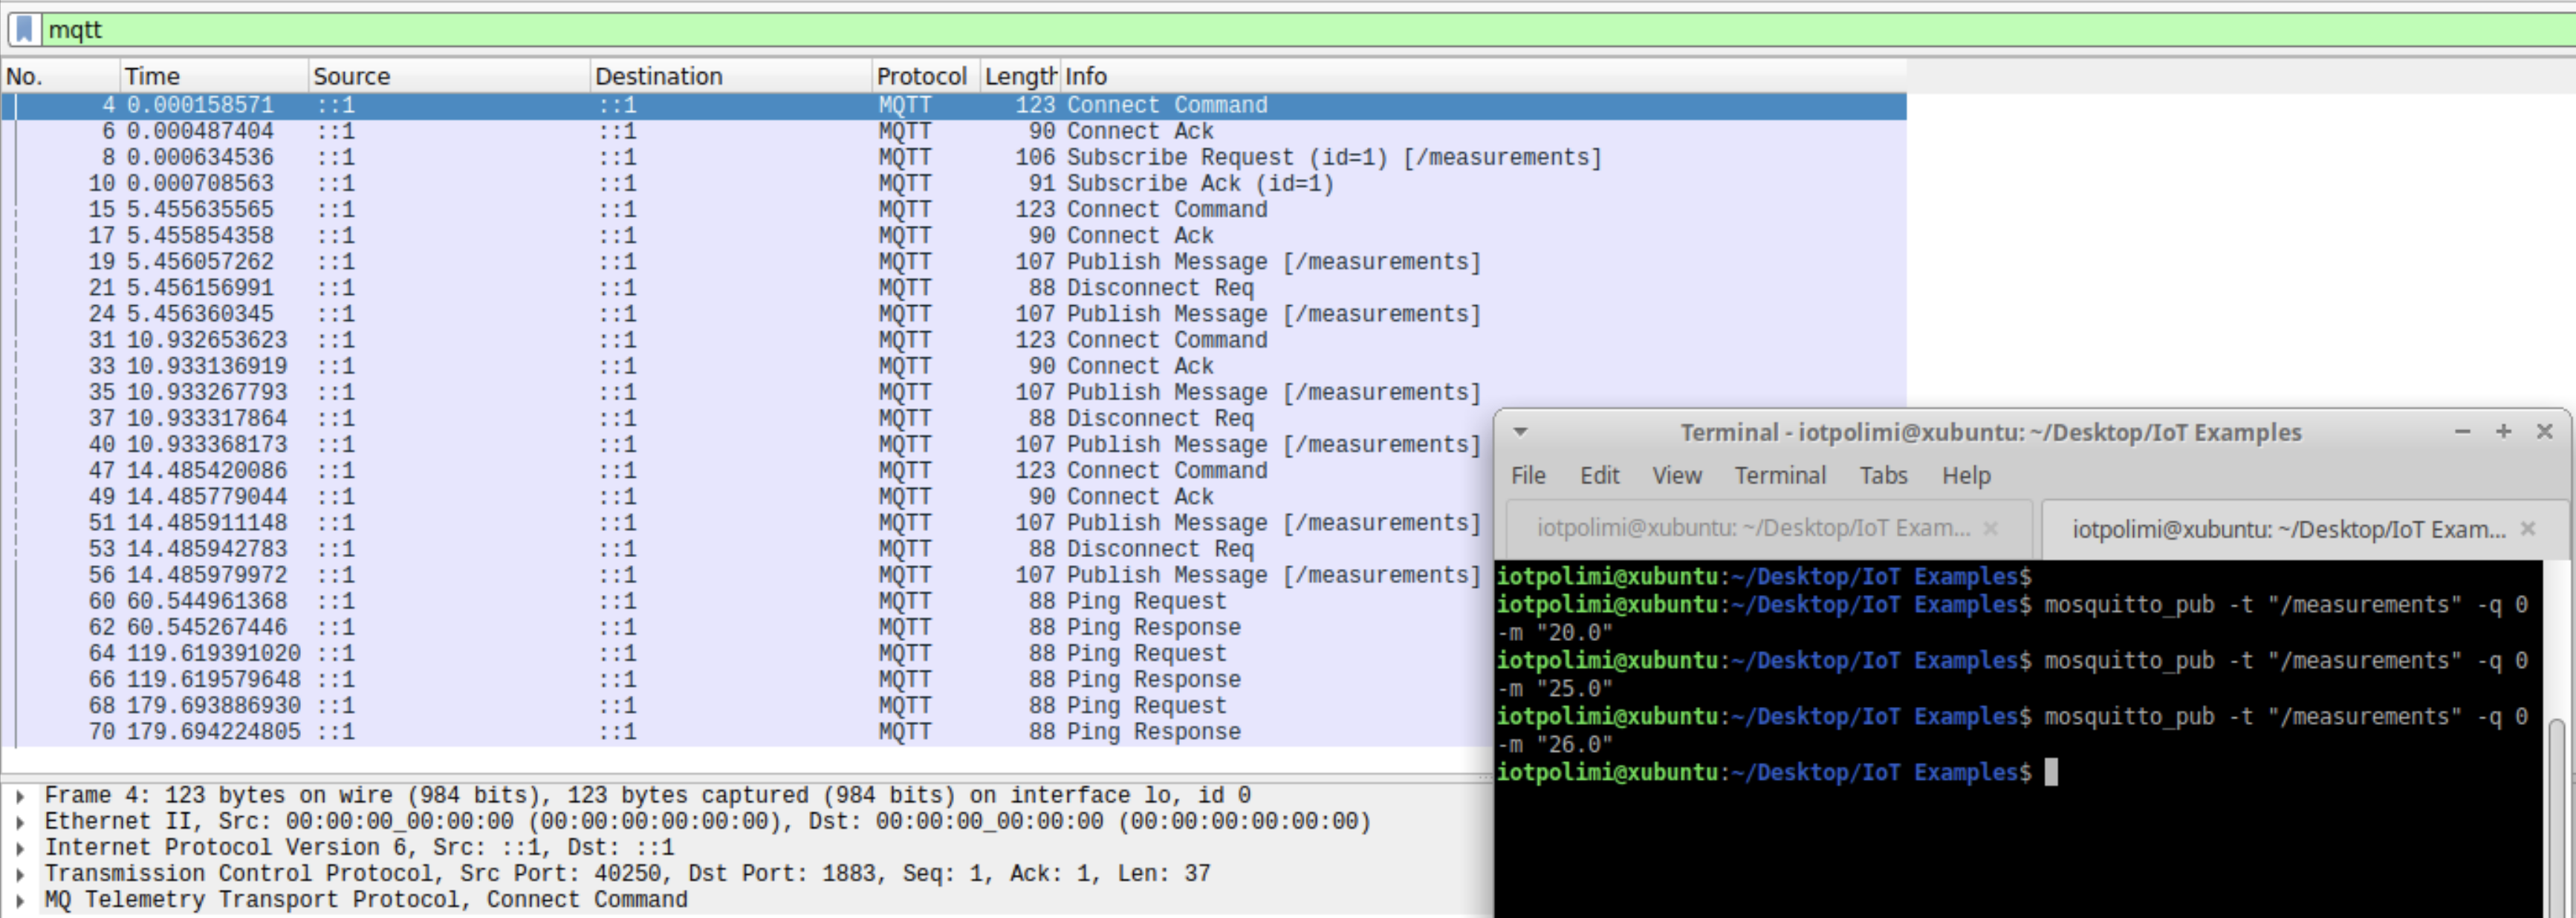 mqtt
No. Time Source Destination Protocol Length Info
4 0.000158571 ::1 ::1 MQTT 123 Connect Command
6 0.000487404 ::1 ::1 MQTT 90 Connect Ack
8 0.000634536 ::1 ::1 MQTT 106 Subscribe Request (id=1) [/measurements]
10 0.000708563 ::1 ::1 MQTT 91 Subscribe Ack (id=1)
15 5.455635565 ::1 ::1 MQTT 123 Connect Command
17 5.455854358 ::1 ::1 MQTT 90 Connect Ack
19 5.456057262 ::1 ::1 MQTT 107 Publish Message [/measurements]
21 5.456156991 ::1 ::1 MQTT 88 Disconnect Req
24 5.456360345 ::1 ::1 MQTT 107 Publish Message [/measurements]
31 10.932653623 ::1 ::1 MQTT 123 Connect Command
33 10.933136919 ::1 ::1 MQTT 90 Connect Ack
35 10.933267793 ::1 ::1 MQTT 107 Publish Message [/measurements]
37 10.933317864 ::1 ::1 MQTT 88 Disconnect Req
40 10.933368173 ::1 ::1 MQTT 107 Publish Message [/measurements]
47 14.485420086 ::1 ::1 MQTT 123 Connect Command
49 14.485779044 ::1 ::1 MQTT 90 Connect Ack
51 14.485911148 ::1 ::1 MQTT 107 Publish Message [/measurements]
53 14.485942783 ::1 ::1 MQTT 88 Disconnect Req
56 14.485979972 ::1 ::1 MQTT 107 Publish Message [/measurements]
60 60.544961368 ::1 ::1 MQTT 88 Ping Request
62 60.545267446 ::1 ::1 MQTT 88 Ping Response
64 119.619391020 ::1 ::1 MQTT 88 Ping Request
66 119.619579648 ::1 ::1 MQTT 88 Ping Response
68 179.693886930 ::1 ::1 MQTT 88 Ping Request
70 179.694224805 ::1 ::1 MQTT 88 Ping Response
Frame 4: 123 bytes on wire (984 bits), 123 bytes captured (984 bits) on interface lo, id 0
Ethernet II, Src: 00:00:00_00:00:00 (00:00:00:00:00:00), Dst: 00:00:00_00:00:00 (00:00:00:00:00:00)
Internet Protocol Version 6, Src: ::1, Dst: ::1
Transmission Control Protocol, Src Port: 40250, Dst Port: 1883, Seq: 1, Ack: 1, Len: 37
MQ Telemetry Transport Protocol, Connect Command
Terminal - iotpolimi@xubuntu: ~/Desktop/IoT Examples
File Edit View Terminal Tabs Help
iotpolimi@xubuntu: ~/Desktop/IoT Exam... iotpolimi@xubuntu: ~/Desktop/IoT Exam...
iotpolimi@xubuntu:~/Desktop/IoT Examples$
iotpolimi@xubuntu:~/Desktop/IoT Examples$ mosquitto_pub -t "/measurements" -q 0
-m "20.0"
iotpolimi@xubuntu:~/Desktop/IoT Examples$ mosquitto_pub -t "/measurements" -q 0
-m "25.0"
iotpolimi@xubuntu:~/Desktop/IoT Examples$ mosquitto_pub -t "/measurements" -q 0
-m "26.0"
iotpolimi@xubuntu:~/Desktop/IoT Examples$